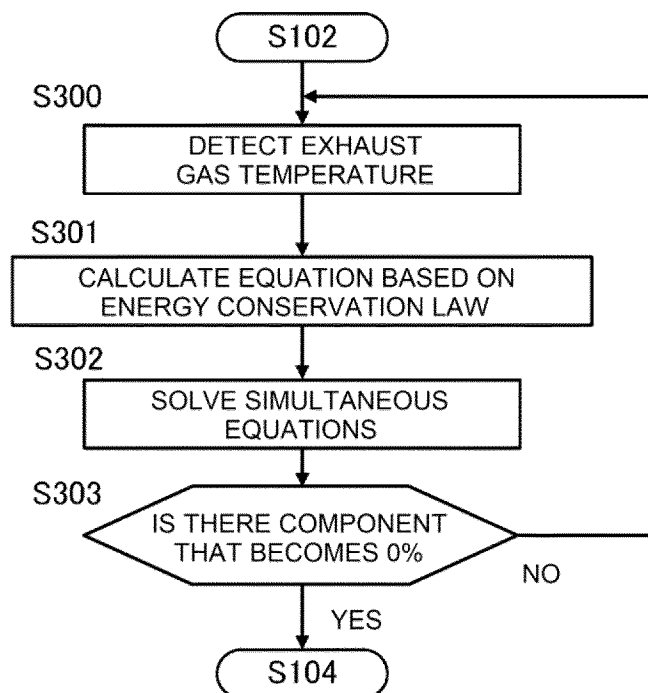 S102
S300
DETECT EXHAUST
GAS TEMPERATURE
S301
CALCULATE EQUATION BASED ON
ENERGY CONSERVATION LAW
S302
SOLVE SIMULTANEOUS
EQUATIONS
S303
IS THERE COMPONENT
THAT BECOMES 0%
NO
YES
S104